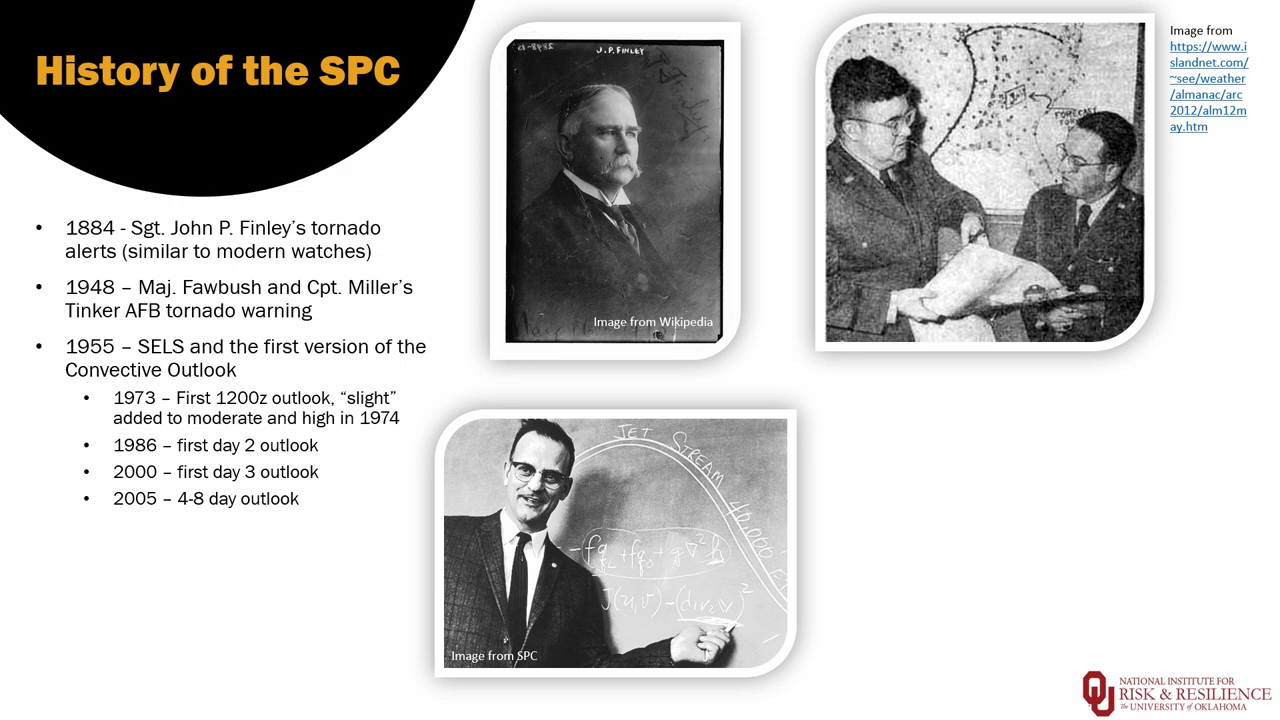 History of the SPC
• 1884 - Sgt. John P. Finley’s tornado
alerts (similar to modern watches)
• 1948 – Maj. Fawbush and Cpt. Miller’s
Tinker AFB tornado warning
• 1955 – SELS and the first version of the
Convective Outlook
• 1973 – First 1200z outlook, “slight”
added to moderate and high in 1974
• 1986 – first day 2 outlook
• 2000 – first day 3 outlook
• 2005 – 4-8 day outlook
J.P. FINLEY
Image from Wikipedia
FORECAST
Image from
https://www.i
slandnet.com/
~see/weather
/almanac/arc
2012/alm12m
ay.htm
JET STREAM 40,000
Image from SPC
NATIONAL INSTITUTE FOR
RISK & RESILIENCE
The UNIVERSITY of OKLAHOMA